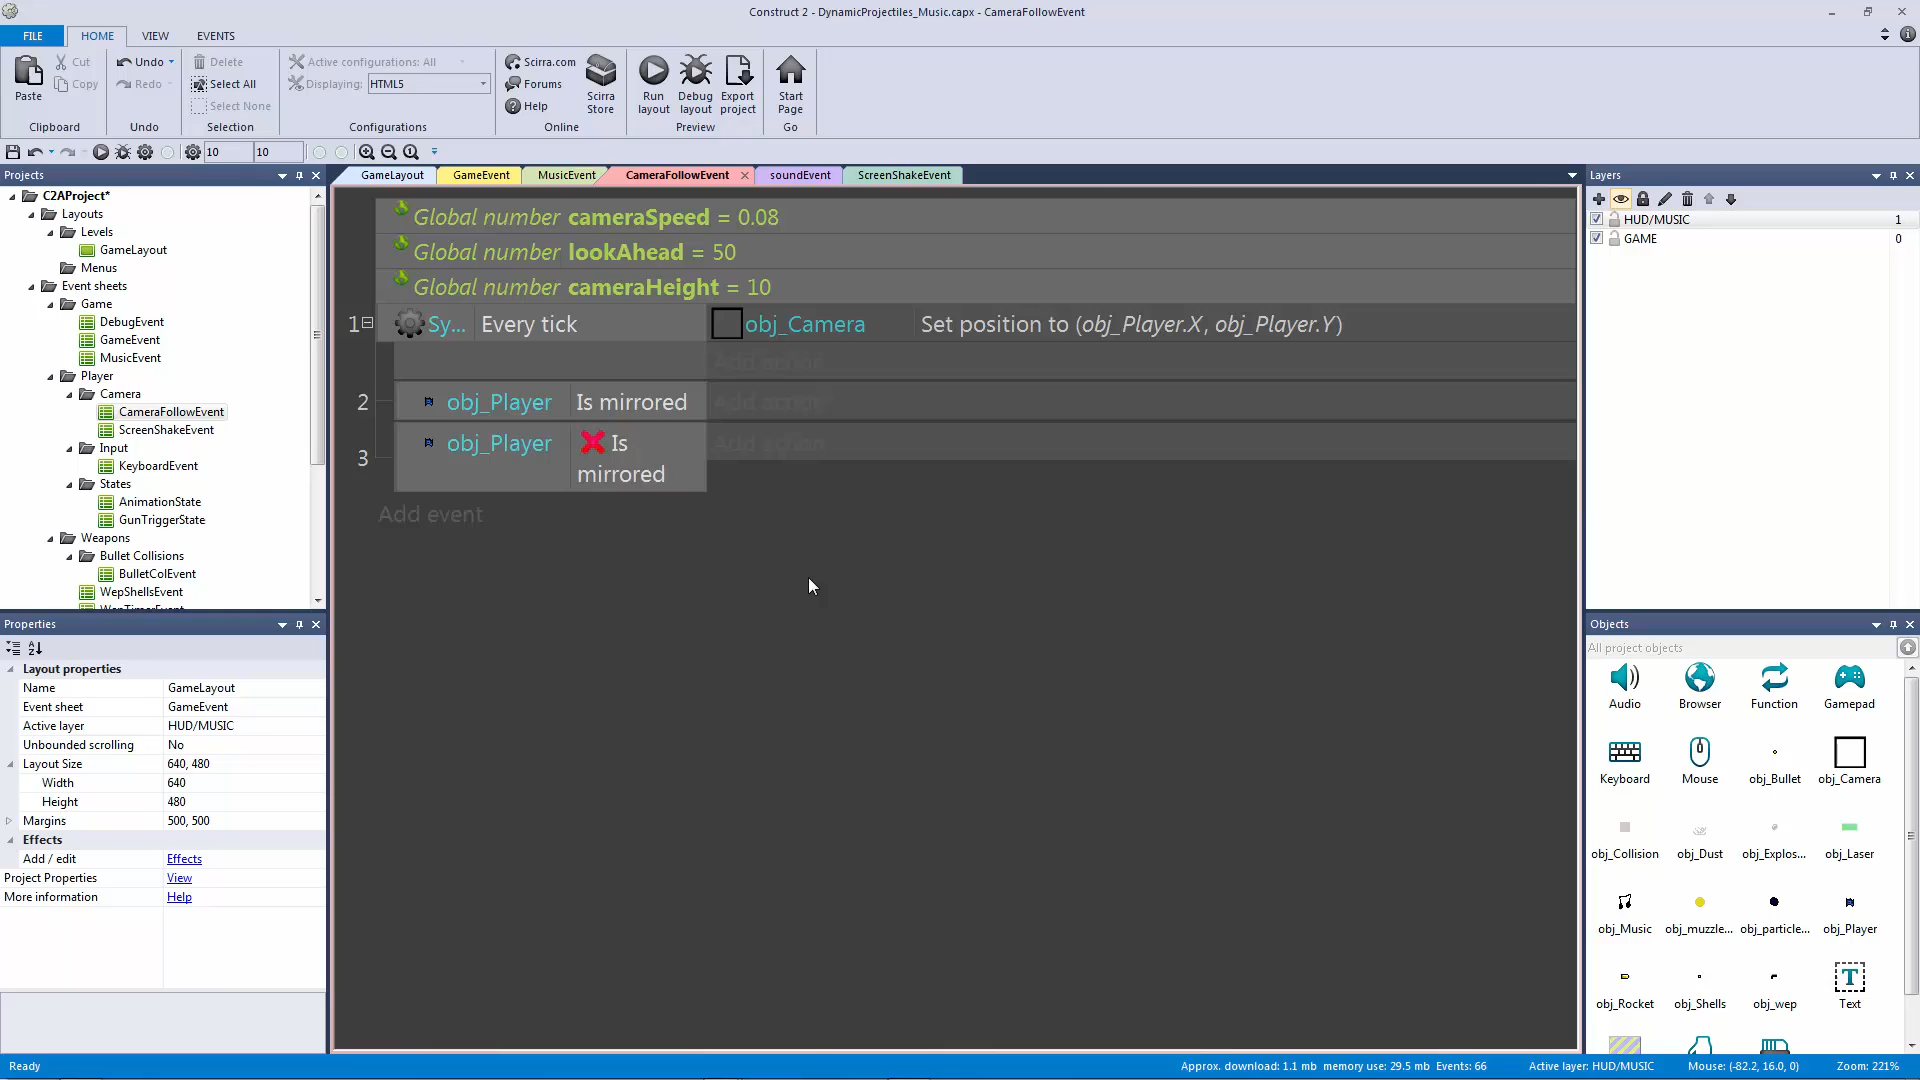 Construct 2 - DynamicProjectiles_Music.capx - CameraFollowEvent
FILE
HOME
VIEW
EVENTS
Paste
Cut
Copy
Clipboard
Undo
Redo
Undo
Delete
Select All
Select None
Selection
Active configurations: All
Displaying:
HTML5
Configurations
Scirra.com
Forums
Help
Scirra Store
Online
Run layout
Debug layout
Export project
Preview
Start Page
Go
10
10
Projects
C2AProject*
Layouts
Levels
GameLayout
Menus
Event sheets
Game
DebugEvent
GameEvent
MusicEvent
Player
Camera
CameraFollowEvent
ScreenShakeEvent
Input
KeyboardEvent
States
AnimationState
GunTriggerState
Weapons
Bullet Collisions
BulletColEvent
WepShellsEvent
WepTimerEvent
Properties
Layout properties
Name GameLayout
Event sheet GameEvent
Active layer HUD/MUSIC
Unbounded scrolling No
Layout Size 640, 480
Width 640
Height 480
Margins 500, 500
Effects
Add / edit Effects
Project Properties View
More information Help
GameLayout
GameEvent
MusicEvent
CameraFollowEvent
soundEvent
ScreenShakeEvent
Global number cameraSpeed = 0.08
Global number lookAhead = 50
Global number cameraHeight = 10
1 Sy... Every tick obj_Camera Set position to (obj_Player.X, obj_Player.Y)
Add action
2 obj_Player Is mirrored Add action
3 obj_Player Is mirrored Add action
Add event
Layers
HUD/MUSIC 1
GAME 0
Objects
All project objects
Audio
Browser
Function
Gamepad
Keyboard
Mouse
obj_Bullet
obj_Camera
obj_Collision
obj_Dust
obj_Explos...
obj_Laser
obj_Music
obj_muzzle...
obj_particle...
obj_Player
obj_Rocket
obj_Shells
obj_wep
Text
Ready
Approx. download: 1.1 mb memory use: 29.5 mb Events: 66
Active layer: HUD/MUSIC
Mouse: (-82.2, 16.0, 0)
Zoom: 221%